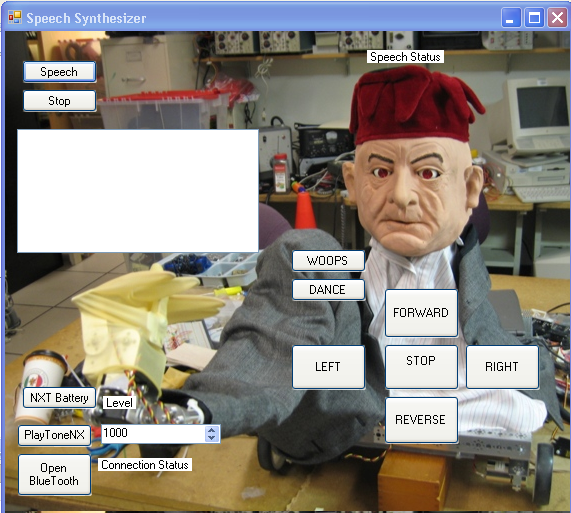 Speech Synthesizer
Speech Status
Speech
Stop
WOOPS
DANCE
FORWARD
LEFT
STOP
RIGHT
NXT Battery
Level
REVERSE
PlayToneNX
1000
Open
BlueTooth
Connection Status